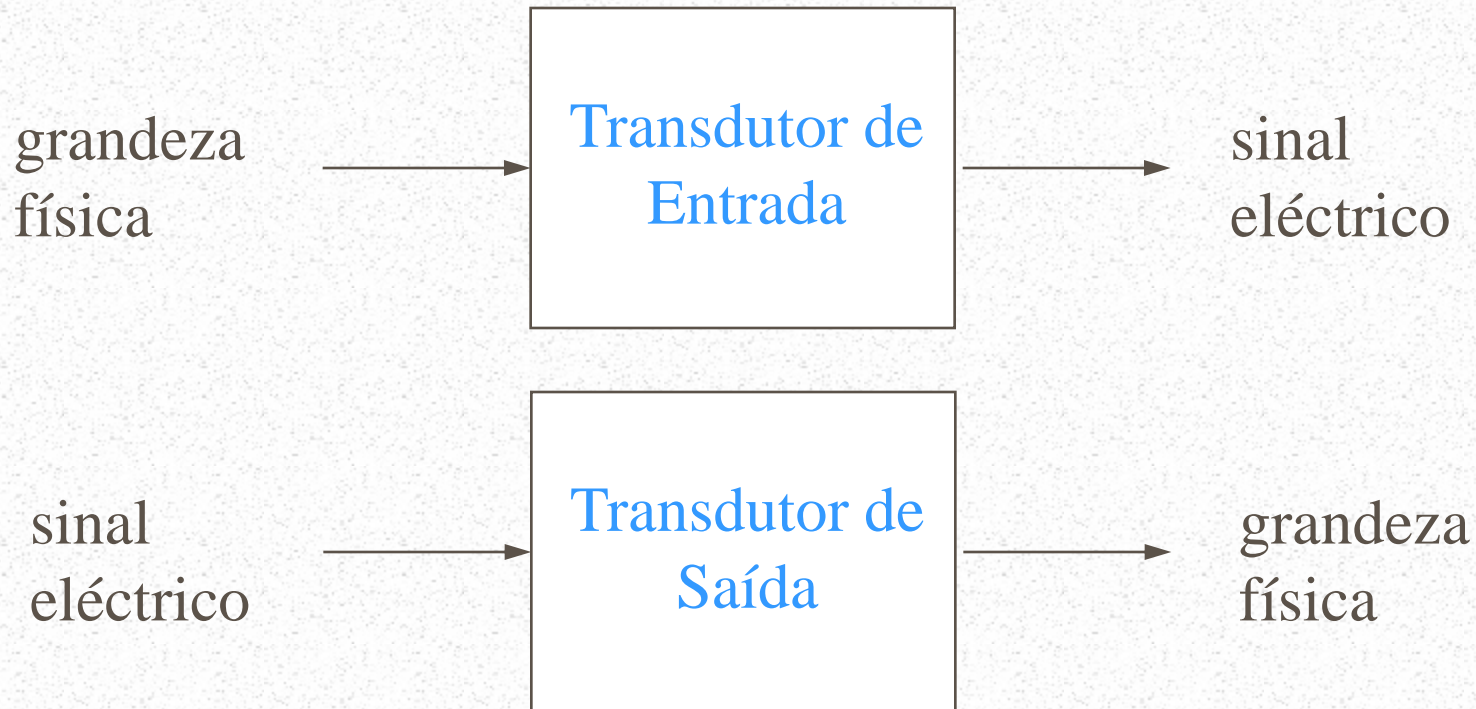 grandeza
física
Transdutor de
Entrada
sinal
eléctrico
sinal
eléctrico
Transdutor de
Saída
grandeza
física